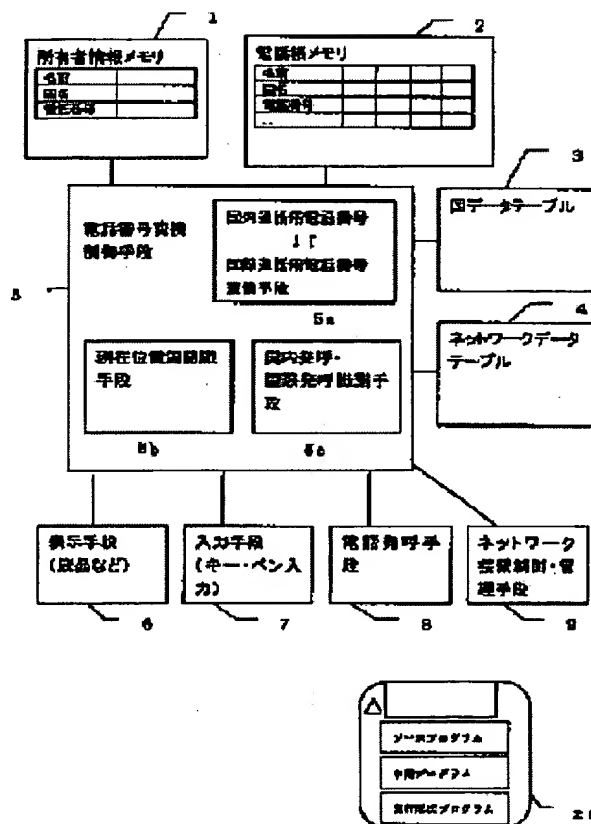 1
2
所有者情報メモリ
名前
国名
電話番号
電話帳メモリ
名前
国名
電話番号
..
3
国データテーブル
4
ネットワークデータ
テーブル
5
電話番号変換
制御手段
国内通話用電話番号
↓↑
国際通話用電話番号
変換手段
5a
現在位置国認識
手段
5b
国内発呼・
国際発呼識別手
段
5c
表示手段
(液晶など)
6
入力手段
(キー・ペン入
力)
7
電話発呼手
段
8
ネットワーク
接続制御・管
理手段
9
ソースプログラム
中間プログラム
実行形式プログラム